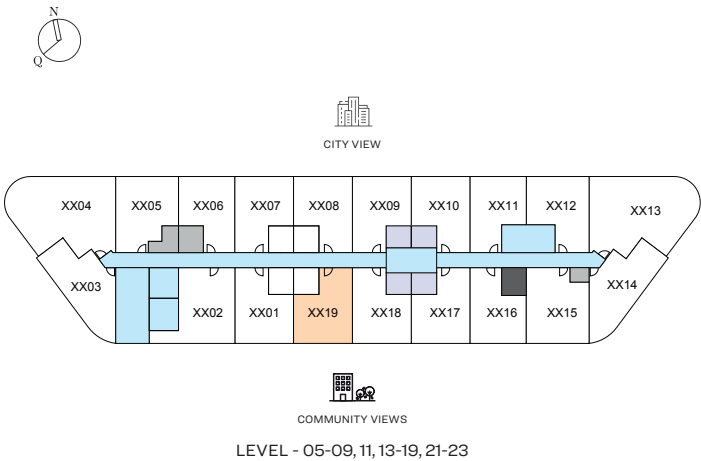 N
Q
CITY VIEW
XX04 XX05 XX06 XX07 XX08 XX09 XX10 XX11 XX12 XX13
XX03 XX14
XX02 XX01 XX19 XX18 XX17 XX16 XX15
COMMUNITY VIEWS
LEVEL - 05-09, 11, 13-19, 21-23